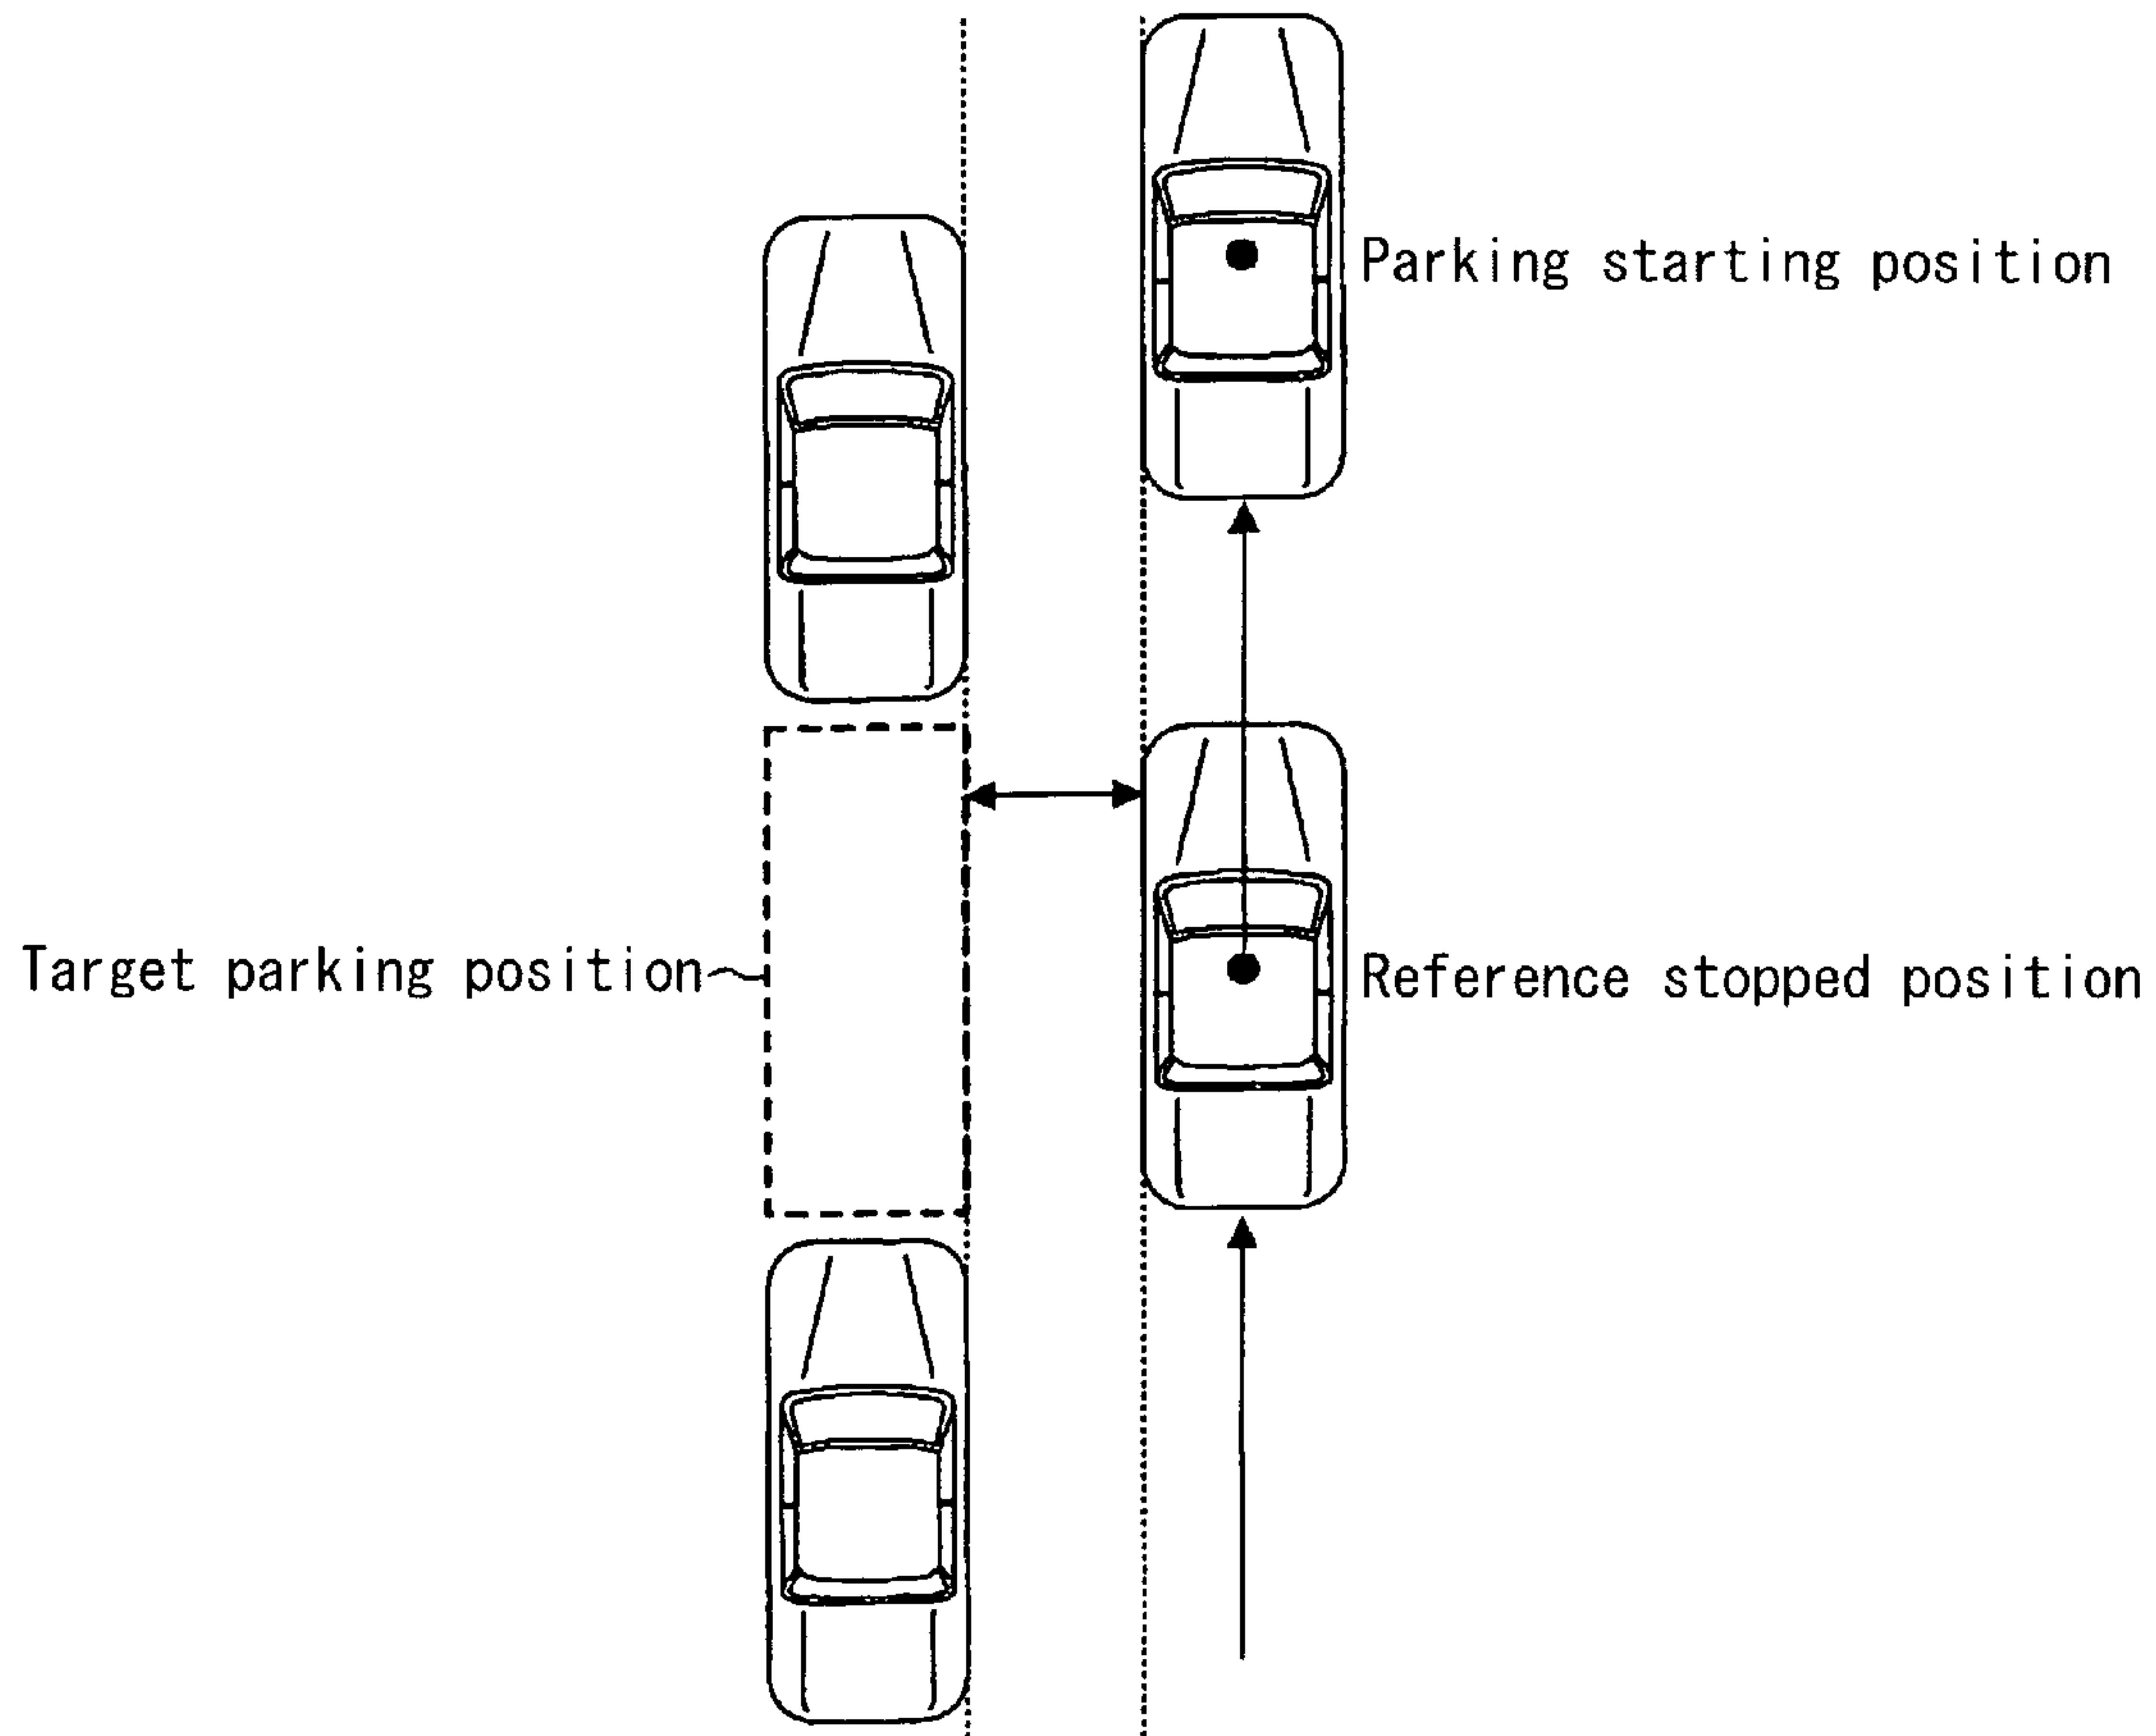 Parking starting position
Target parking position
Reference stopped position